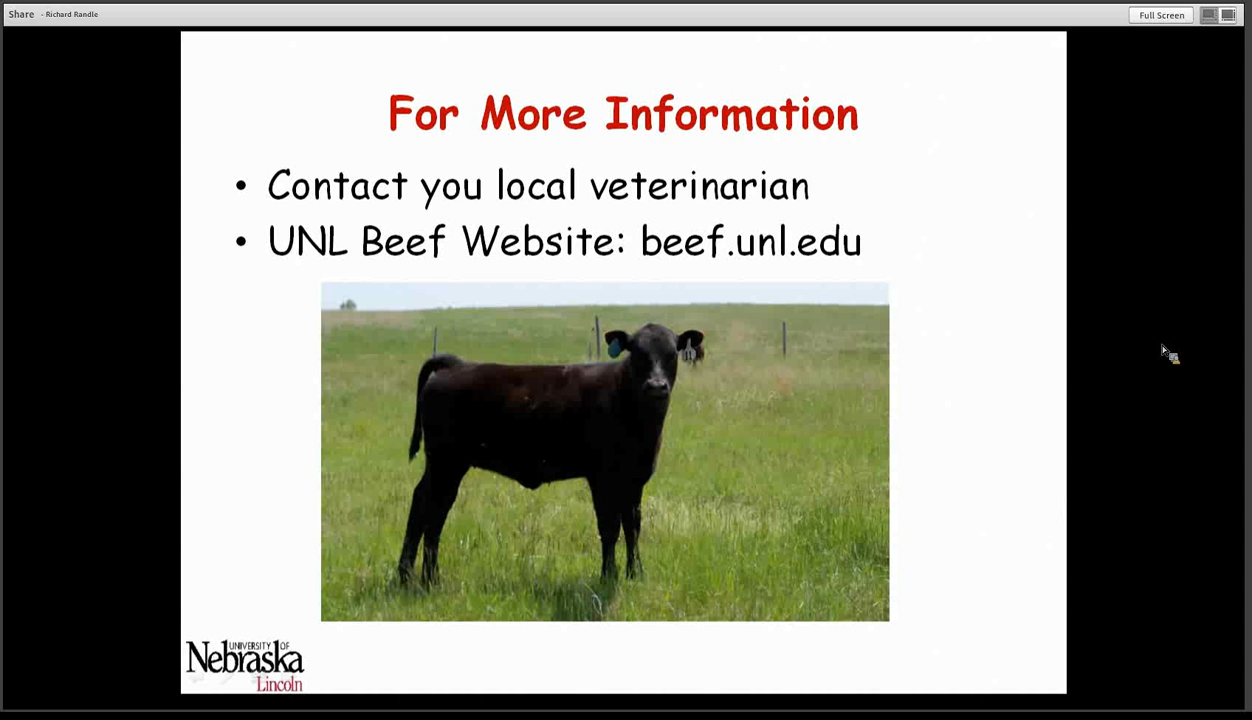 Share - Richard Randle
Full Screen
For More Information
• Contact you local veterinarian
• UNL Beef Website: beef.unl.edu
UNIVERSITY OF
Nebraska
Lincoln